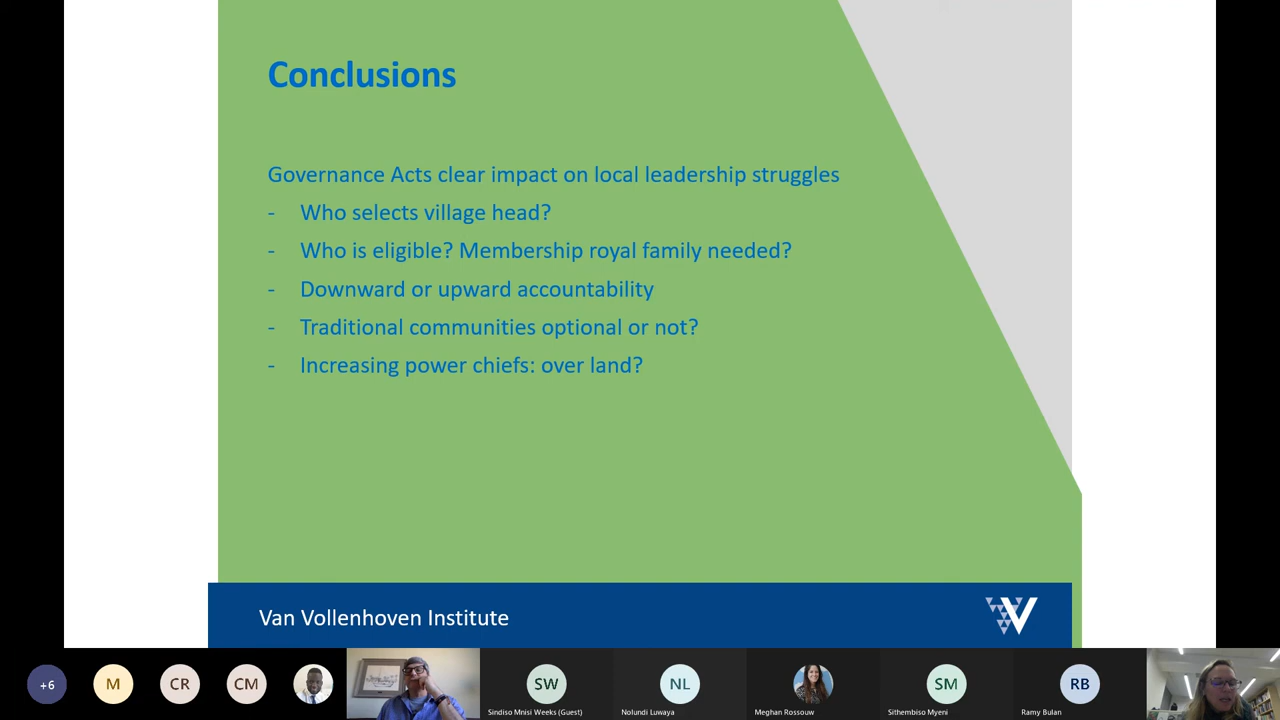 Conclusions
Governance Acts clear impact on local leadership struggles
- Who selects village head?
- Who is eligible? Membership royal family needed?
- Downward or upward accountability
- Traditional communities optional or not?
- Increasing power chiefs: over land?
Van Vollenhoven Institute
V
+6
M
CR
CM
SW
NL
SM
RB
Sindiso Mnisi Weeks (Guest)
Nolundi Luwaya
Meghan Rossouw
Sithembiso Myeni
Ramy Bulan